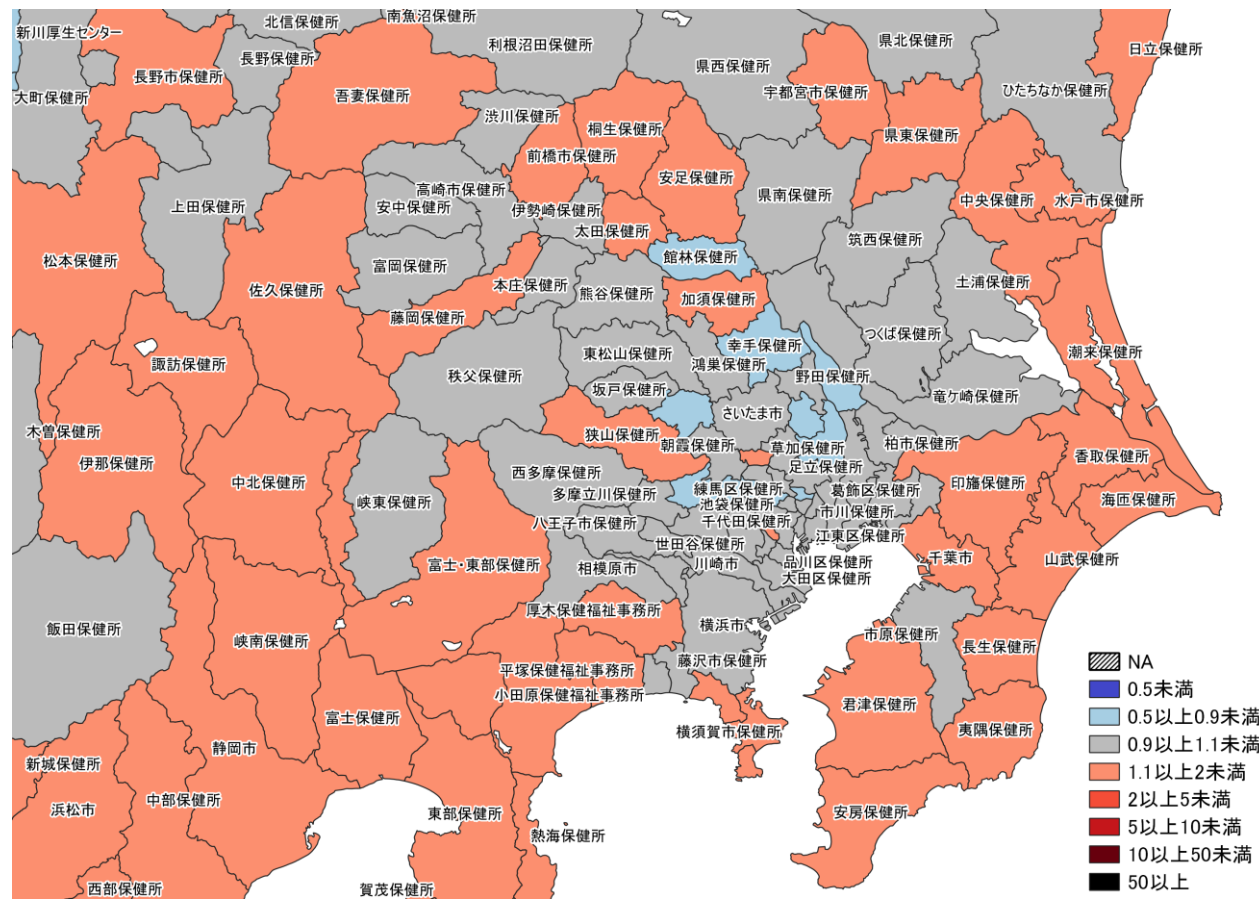 北信保健所
南魚沼保健所
新川厚生センター
長野保健所
利根沼田保健所
県北保健所
日立保健所
長野市保健所
県西保健所
宇都宮市保健所
ひたちなか保健所
大町保健所
吾妻保健所
渋川保健所
桐生保健所
県東保健所
前橋市保健所
安足保健所
高崎市保健所
県南保健所
中央保健所
水戸市保健所
上田保健所
安中保健所
伊勢崎保健所
太田保健所
筑西保健所
松本保健所
富岡保健所
館林保健所
土浦保健所
佐久保健所
本庄保健所
熊谷保健所
加須保健所
藤岡保健所
つくば保健所
幸手保健所
東松山保健所
鴻巣保健所
潮来保健所
諏訪保健所
秩父保健所
野田保健所
坂戸保健所
竜ケ崎保健所
さいたま市
木曽保健所
狭山保健所
朝霞保健所
草加保健所
柏市保健所
伊那保健所
香取保健所
中北保健所
西多摩保健所
足立保健所
峡東保健所
多摩立川保健所
練馬区保健所
葛飾区保健所
印旛保健所
海匝保健所
池袋保健所
市川保健所
八王子市保健所
千代田保健所
江東区保健所
世田谷保健所
千葉市
山武保健所
富士・東部保健所
相模原市
川崎市
品川区保健所
大田区保健所
厚木保健福祉事務所
飯田保健所
横浜市
市原保健所
峡南保健所
長生保健所
藤沢市保健所
平塚保健福祉事務所
小田原保健福祉事務所
君津保健所
富士保健所
夷隅保健所
横須賀市保健所
静岡市
新城保健所
中部保健所
浜松市
東部保健所
安房保健所
熱海保健所
西部保健所
賀茂保健所
NA
0.5未満
0.5以上0.9未満
0.9以上1.1未満
1.1以上2未満
2以上5未満
5以上10未満
10以上50未満
50以上